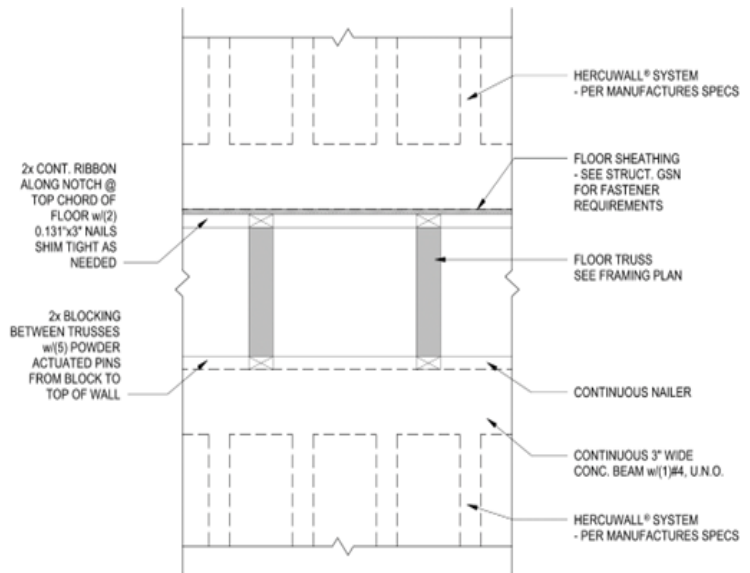 HERCUWALL® SYSTEM
- PER MANUFACTURES SPECS
2x CONT. RIBBON
ALONG NOTCH @
TOP CHORD OF
FLOOR w/(2)
0.131"x3" NAILS
SHIM TIGHT AS
NEEDED
FLOOR SHEATHING
- SEE STRUCT. GSN
FOR FASTENER
REQUIREMENTS
FLOOR TRUSS
SEE FRAMING PLAN
2x BLOCKING
BETWEEN TRUSSES
w/(5) POWDER
ACTUATED PINS
FROM BLOCK TO
TOP OF WALL
CONTINUOUS NAILER
CONTINUOUS 3" WIDE
CONC. BEAM w/(1)#4, U.N.O.
HERCUWALL® SYSTEM
- PER MANUFACTURES SPECS